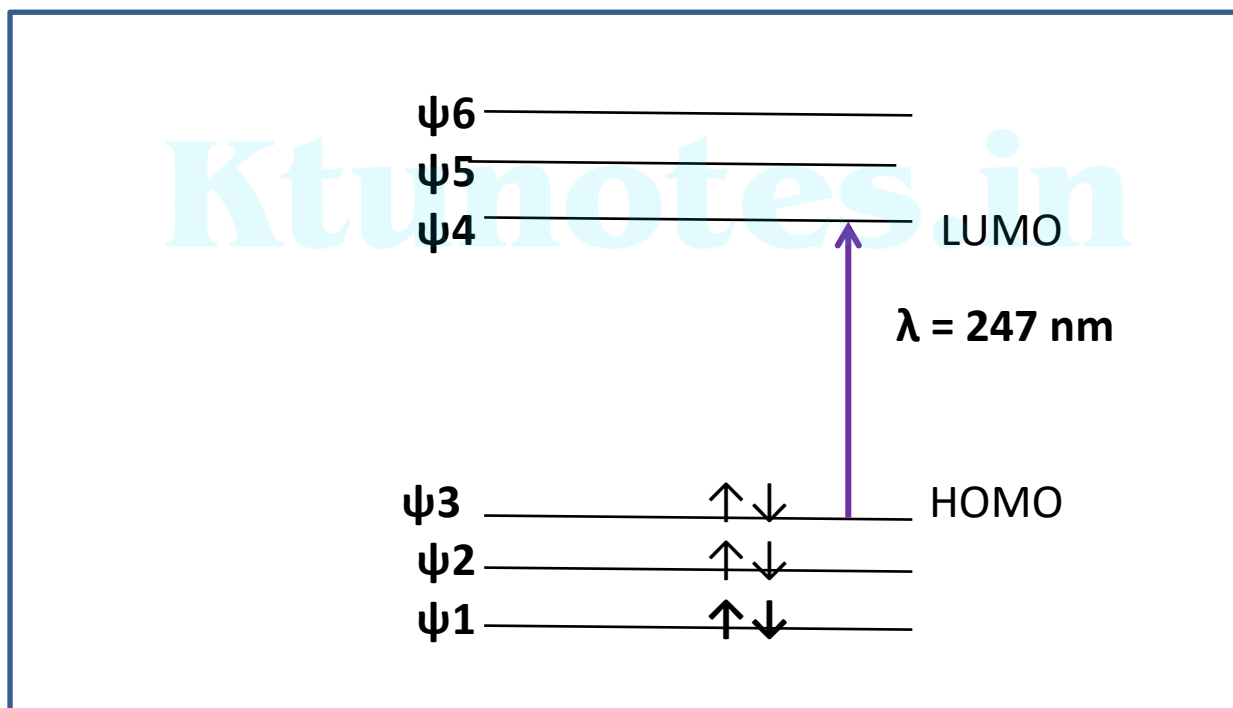 ψ6
Ktunotes.in
ψ5
ψ4 LUMO
λ = 247 nm
ψ3 ↑↓ HOMO
ψ2 ↑↓
ψ1 ↑↓